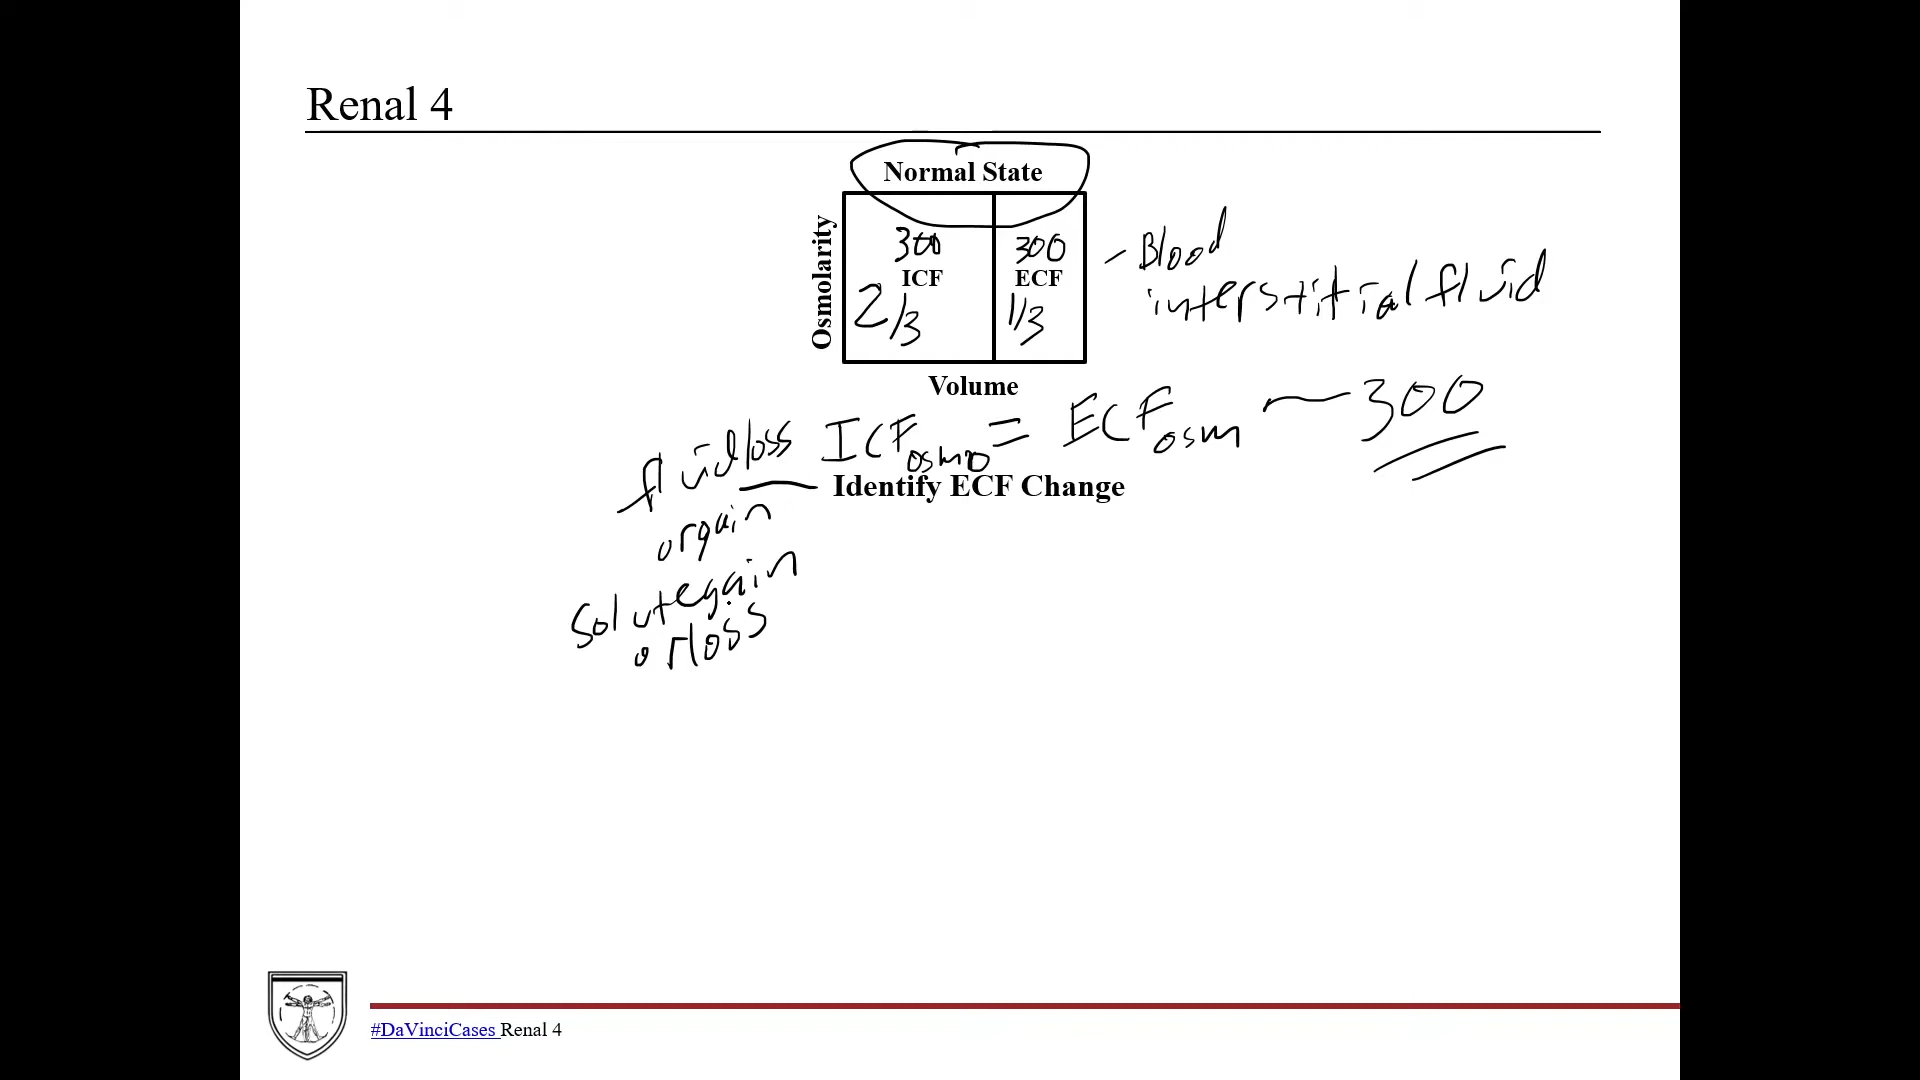 Renal 4
Normal State
Osmolarity
300
300
ICF
ECF
2/3
1/3
- Blood
interstitial fluid
Volume
ICFosmo = ECFosm ~ 300
fluid loss
or gain
Identify ECF Change
solute gain
or loss
#DaVinciCases Renal 4